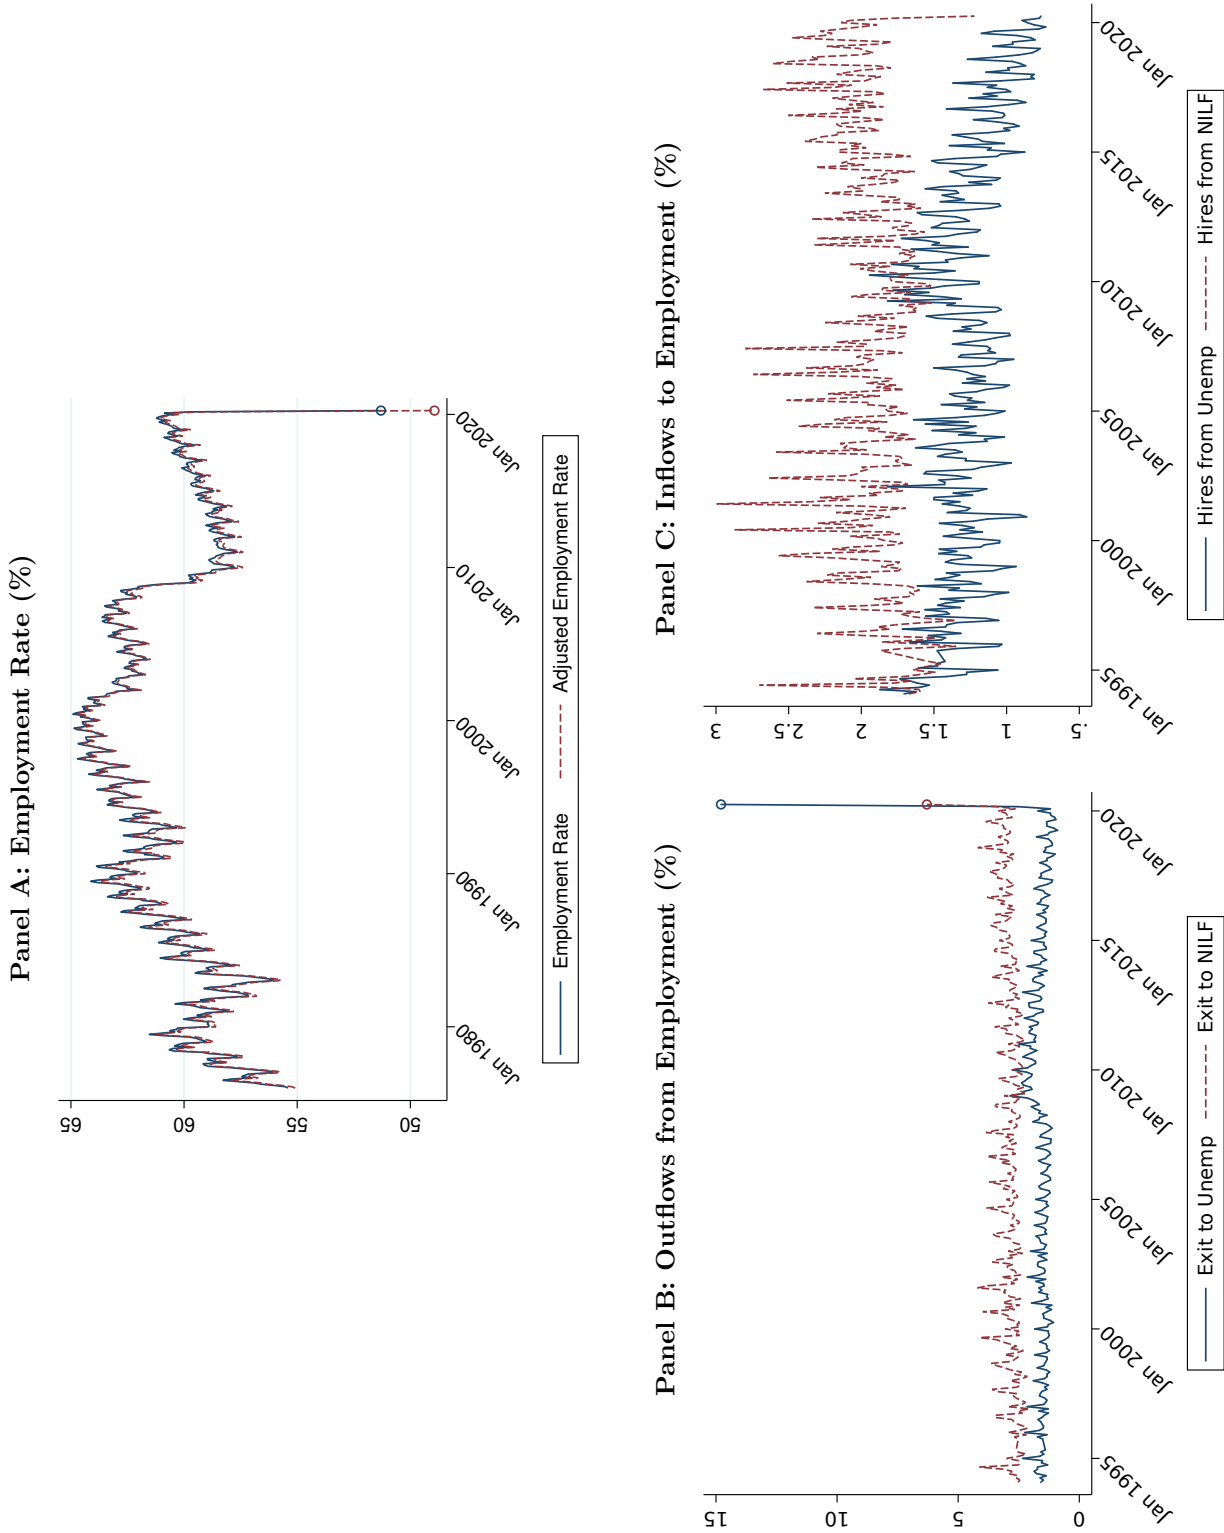 Panel A: Employment Rate (%)
65
60
55
50
Jan 1980
Jan 1990
Jan 2000
Jan 2010
Jan 2020
Employment Rate
Adjusted Employment Rate
Panel B: Outflows from Employment (%)
15
10
5
0
Jan 1995
Jan 2000
Jan 2005
Jan 2010
Jan 2015
Jan 2020
Exit to Unemp
Exit to NILF
Panel C: Inflows to Employment (%)
3
2.5
2
1.5
1
.5
Jan 1995
Jan 2000
Jan 2005
Jan 2010
Jan 2015
Jan 2020
Hires from Unemp
Hires from NILF